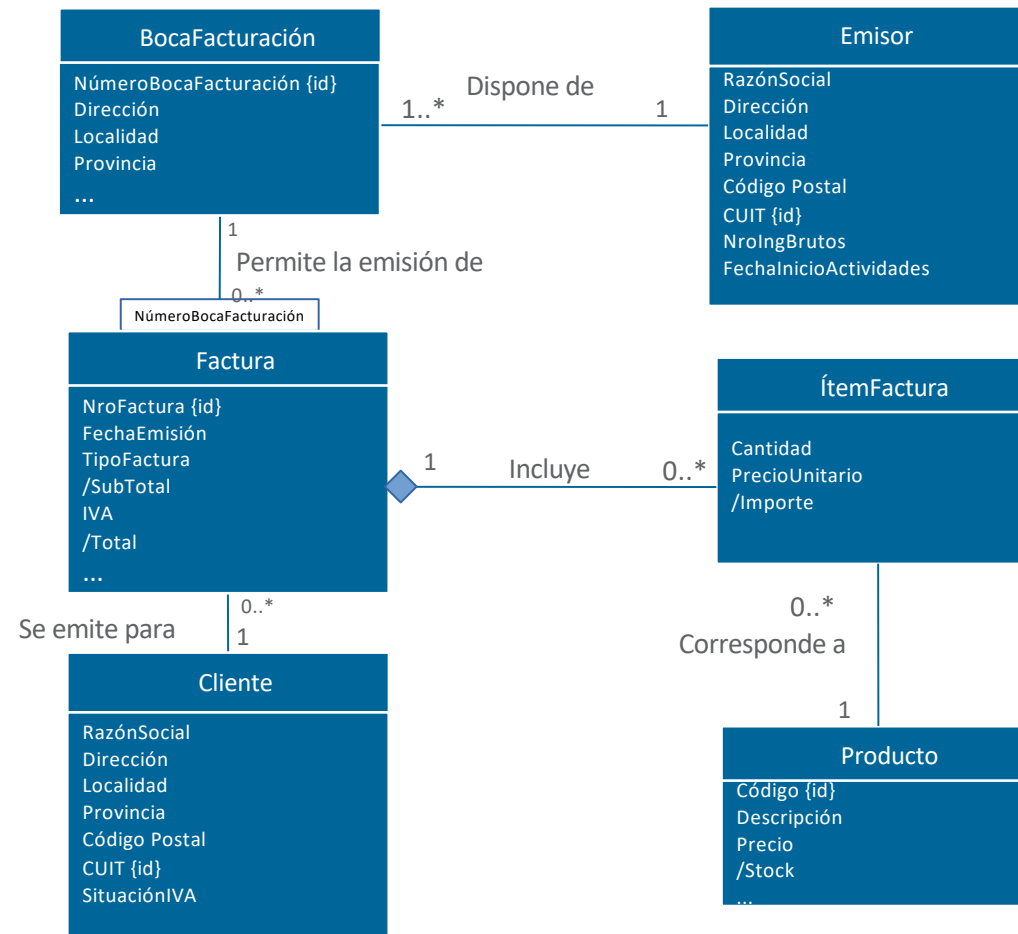 BocaFacturación
NúmeroBocaFacturación {id}
Dirección
Localidad
Provincia
...
Dispone de
1..*
1
Emisor
RazónSocial
Dirección
Localidad
Provincia
Código Postal
CUIT {id}
NroIngBrutos
FechaInicioActividades
1
Permite la emisión de
0..*
NúmeroBocaFacturación
Factura
NroFactura {id}
FechaEmisión
TipoFactura
/SubTotal
IVA
/Total
...
1
Incluye
0..*
ÍtemFactura
Cantidad
PrecioUnitario
/Importe
0..*
Se emite para
1
Cliente
RazónSocial
Dirección
Localidad
Provincia
Código Postal
CUIT {id}
SituaciónIVA
0..*
Corresponde a
1
Producto
Código {id}
Descripción
Precio
/Stock
...